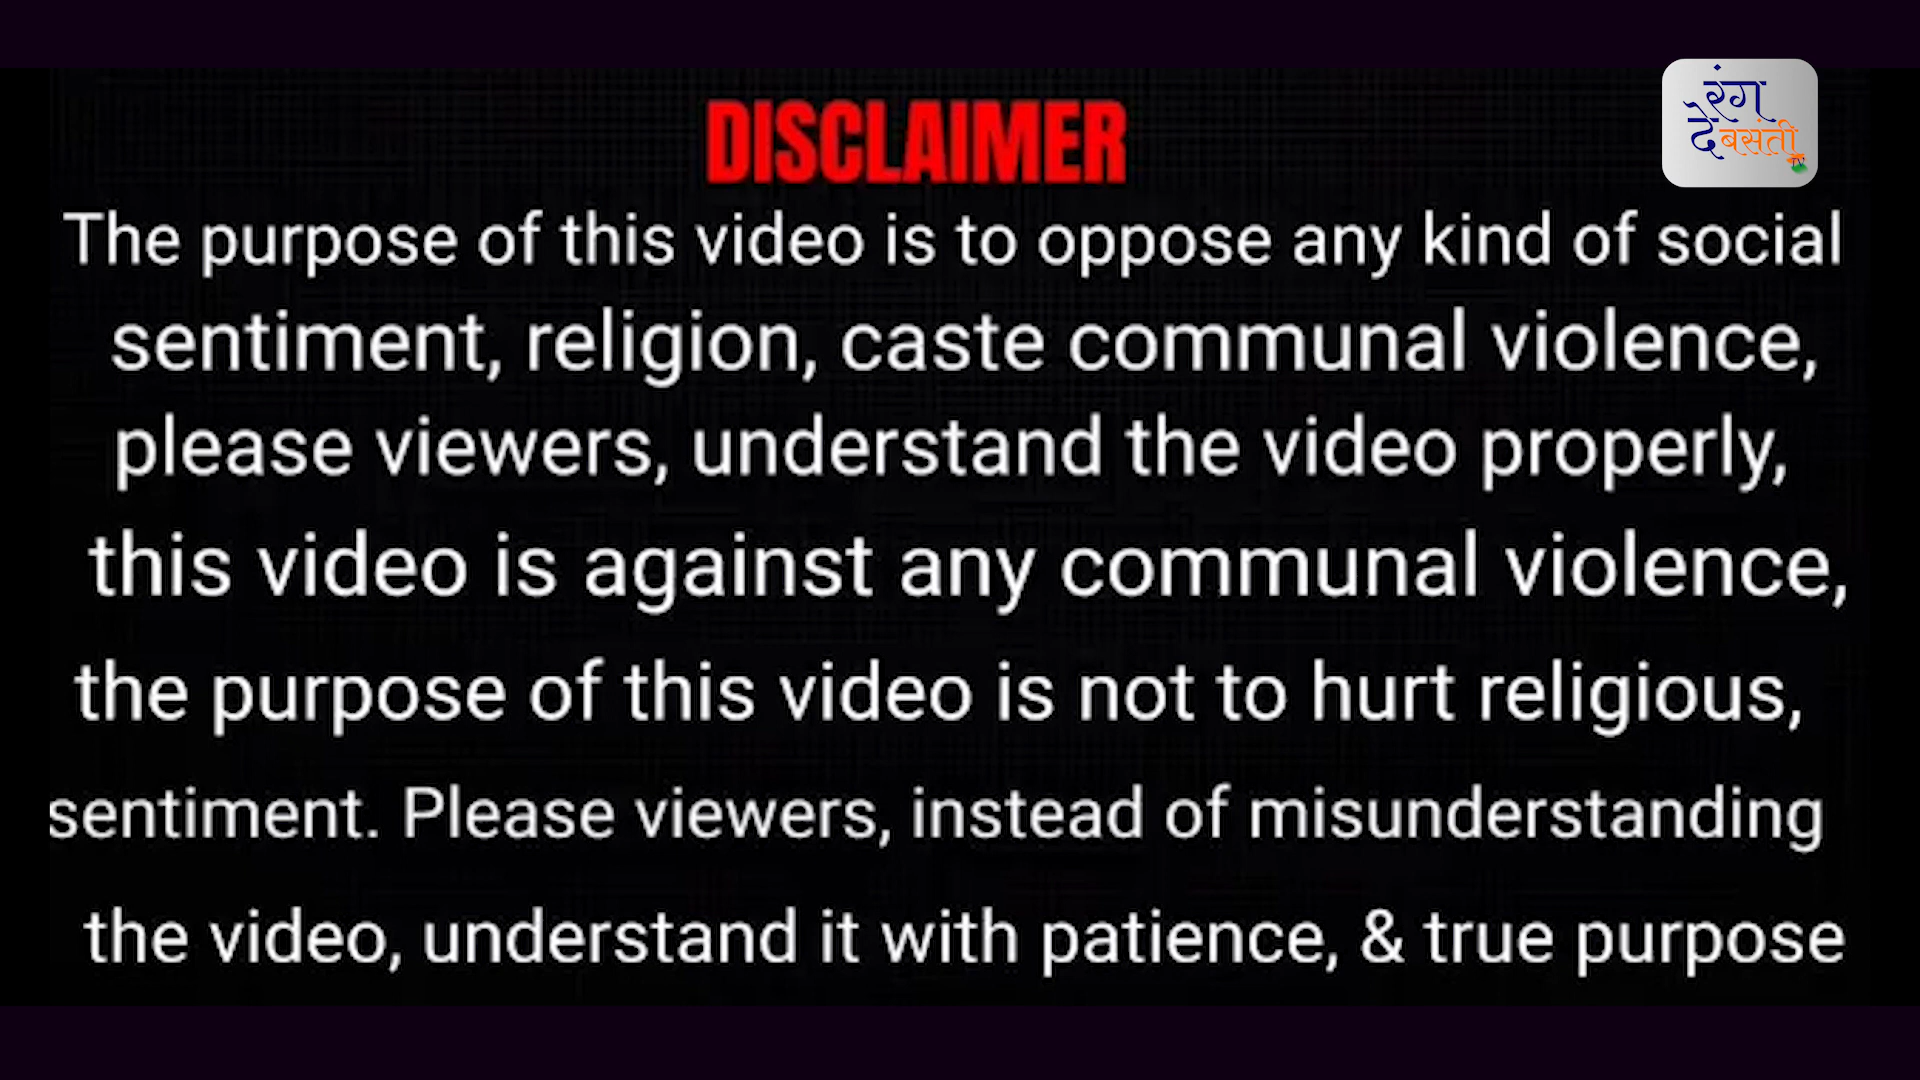 रंग
दे बसंती
DISCLAIMER
The purpose of this video is to oppose any kind of social
sentiment, religion, caste communal violence,
please viewers, understand the video properly,
this video is against any communal violence,
the purpose of this video is not to hurt religious,
sentiment. Please viewers, instead of misunderstanding
the video, understand it with patience, & true purpose